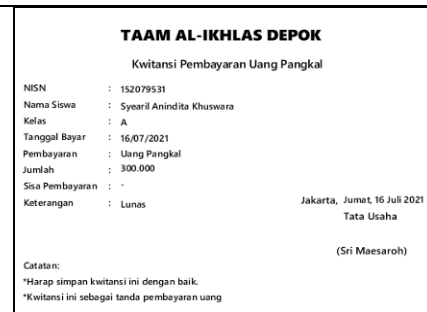 TAAM AL-IKHLAS DEPOK
Kwitansi Pembayaran Uang Pangkal
NISN : 152079531
Nama Siswa : Syearil Anindita Khuswara
Kelas : A
Tanggal Bayar : 16/07/2021
Pembayaran : Uang Pangkal
Jumlah : 300.000
Sisa Pembayaran : -
Keterangan : Lunas
Jakarta, Jumat, 16 Juli 2021
Tata Usaha
(Sri Maesaroh)
Catatan:
*Harap simpan kwitansi ini dengan baik.
*Kwitansi ini sebagai tanda pembayaran uang